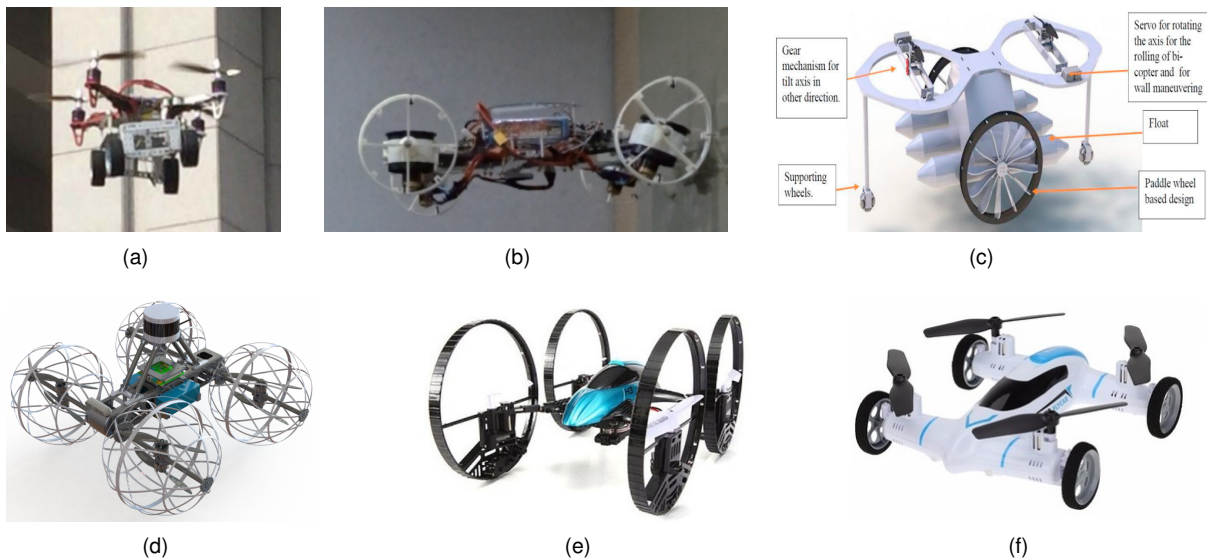 Gear
mechanism for
tilt axis in
other direction.
Servo for rotating
the axis for the
rolling of bi-
copter and for
wall maneuvering
Float
Supporting
wheels.
Paddle wheel
based design
(a)
(b)
(c)
(d)
(e)
(f)